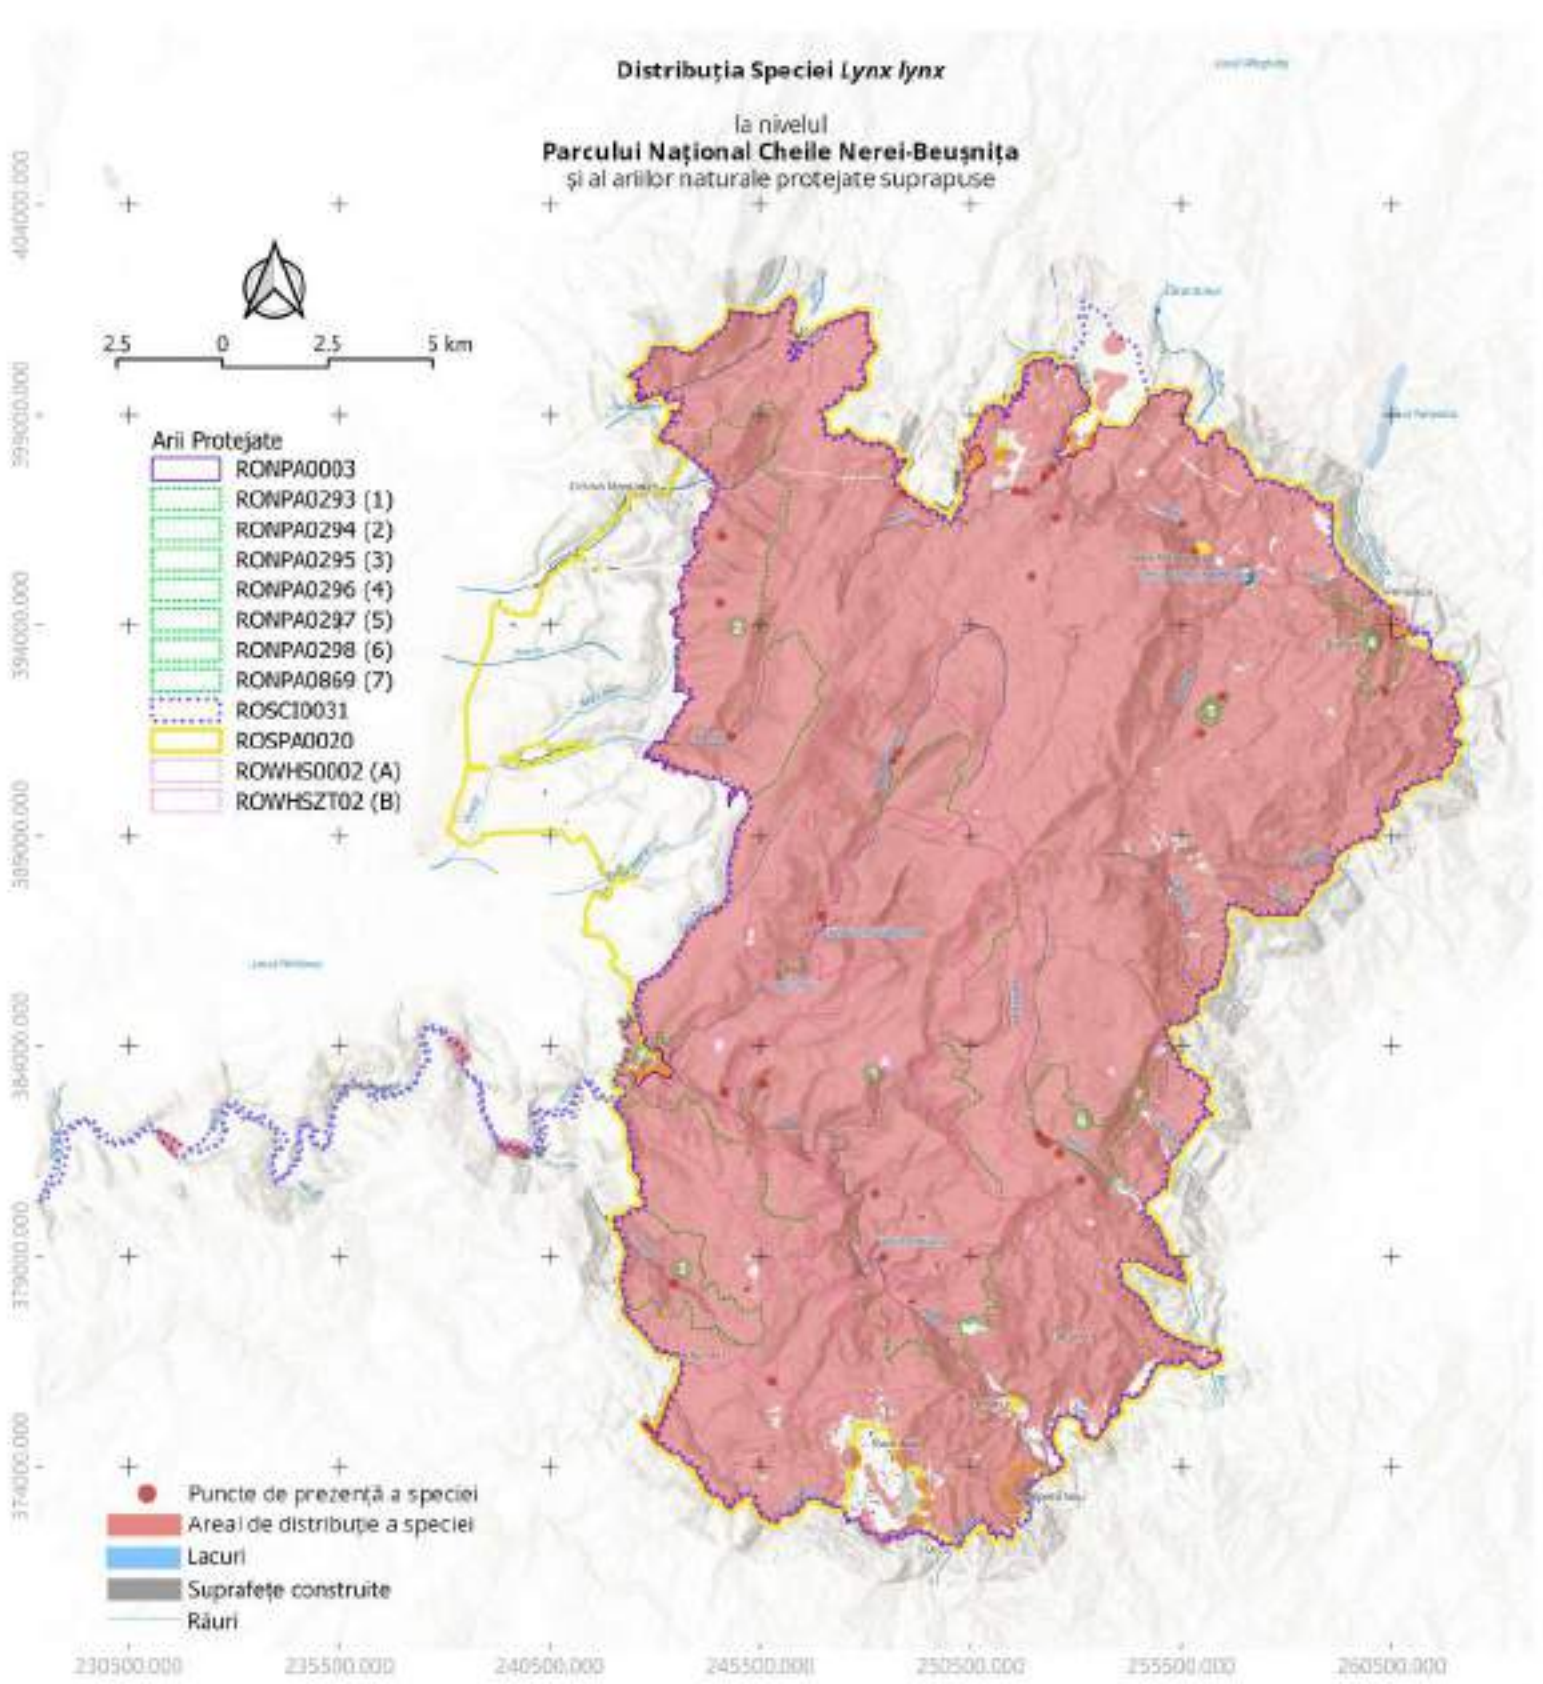 Distribuția Speciei Lynx lynx
la nivelul
Parcului Național Cheile Nerei-Beușnița
și al ariilor naturale protejate suprapuse
2.5 0 2.5 5 km
Arii Protejate
RONPA0003
RONPA0293 (1)
RONPA0294 (2)
RONPA0295 (3)
RONPA0296 (4)
RONPA0297 (5)
RONPA0298 (6)
RONPA0869 (7)
ROSCI0031
ROSPA0020
ROWHS0002 (A)
ROWHSZT02 (B)
404000.000
399000.000
394000.000
389000.000
384000.000
379000.000
374000.000
Puncte de prezență a speciei
Areal de distribuție a speciei
Lacuri
Suprafețe construite
Râuri
230500.000 235500.000 240500.000 245500.000 250500.000 255500.000 260500.000